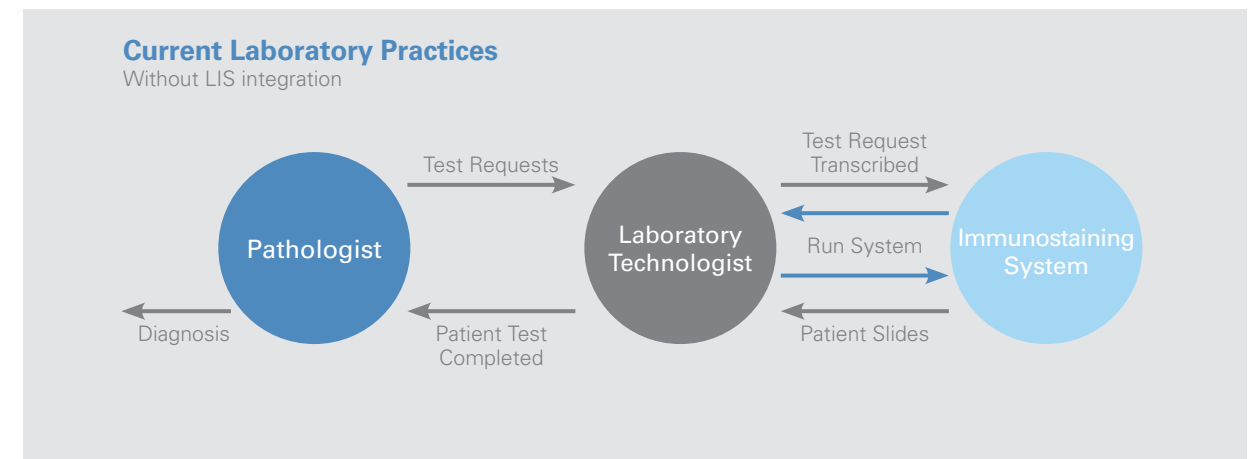 Current Laboratory Practices
Without LIS integration
Test Request
Transcribed
Test Requests
Pathologist
Laboratory
Technologist
Run System
Immunostaining
System
Diagnosis
Patient Test
Completed
Patient Slides